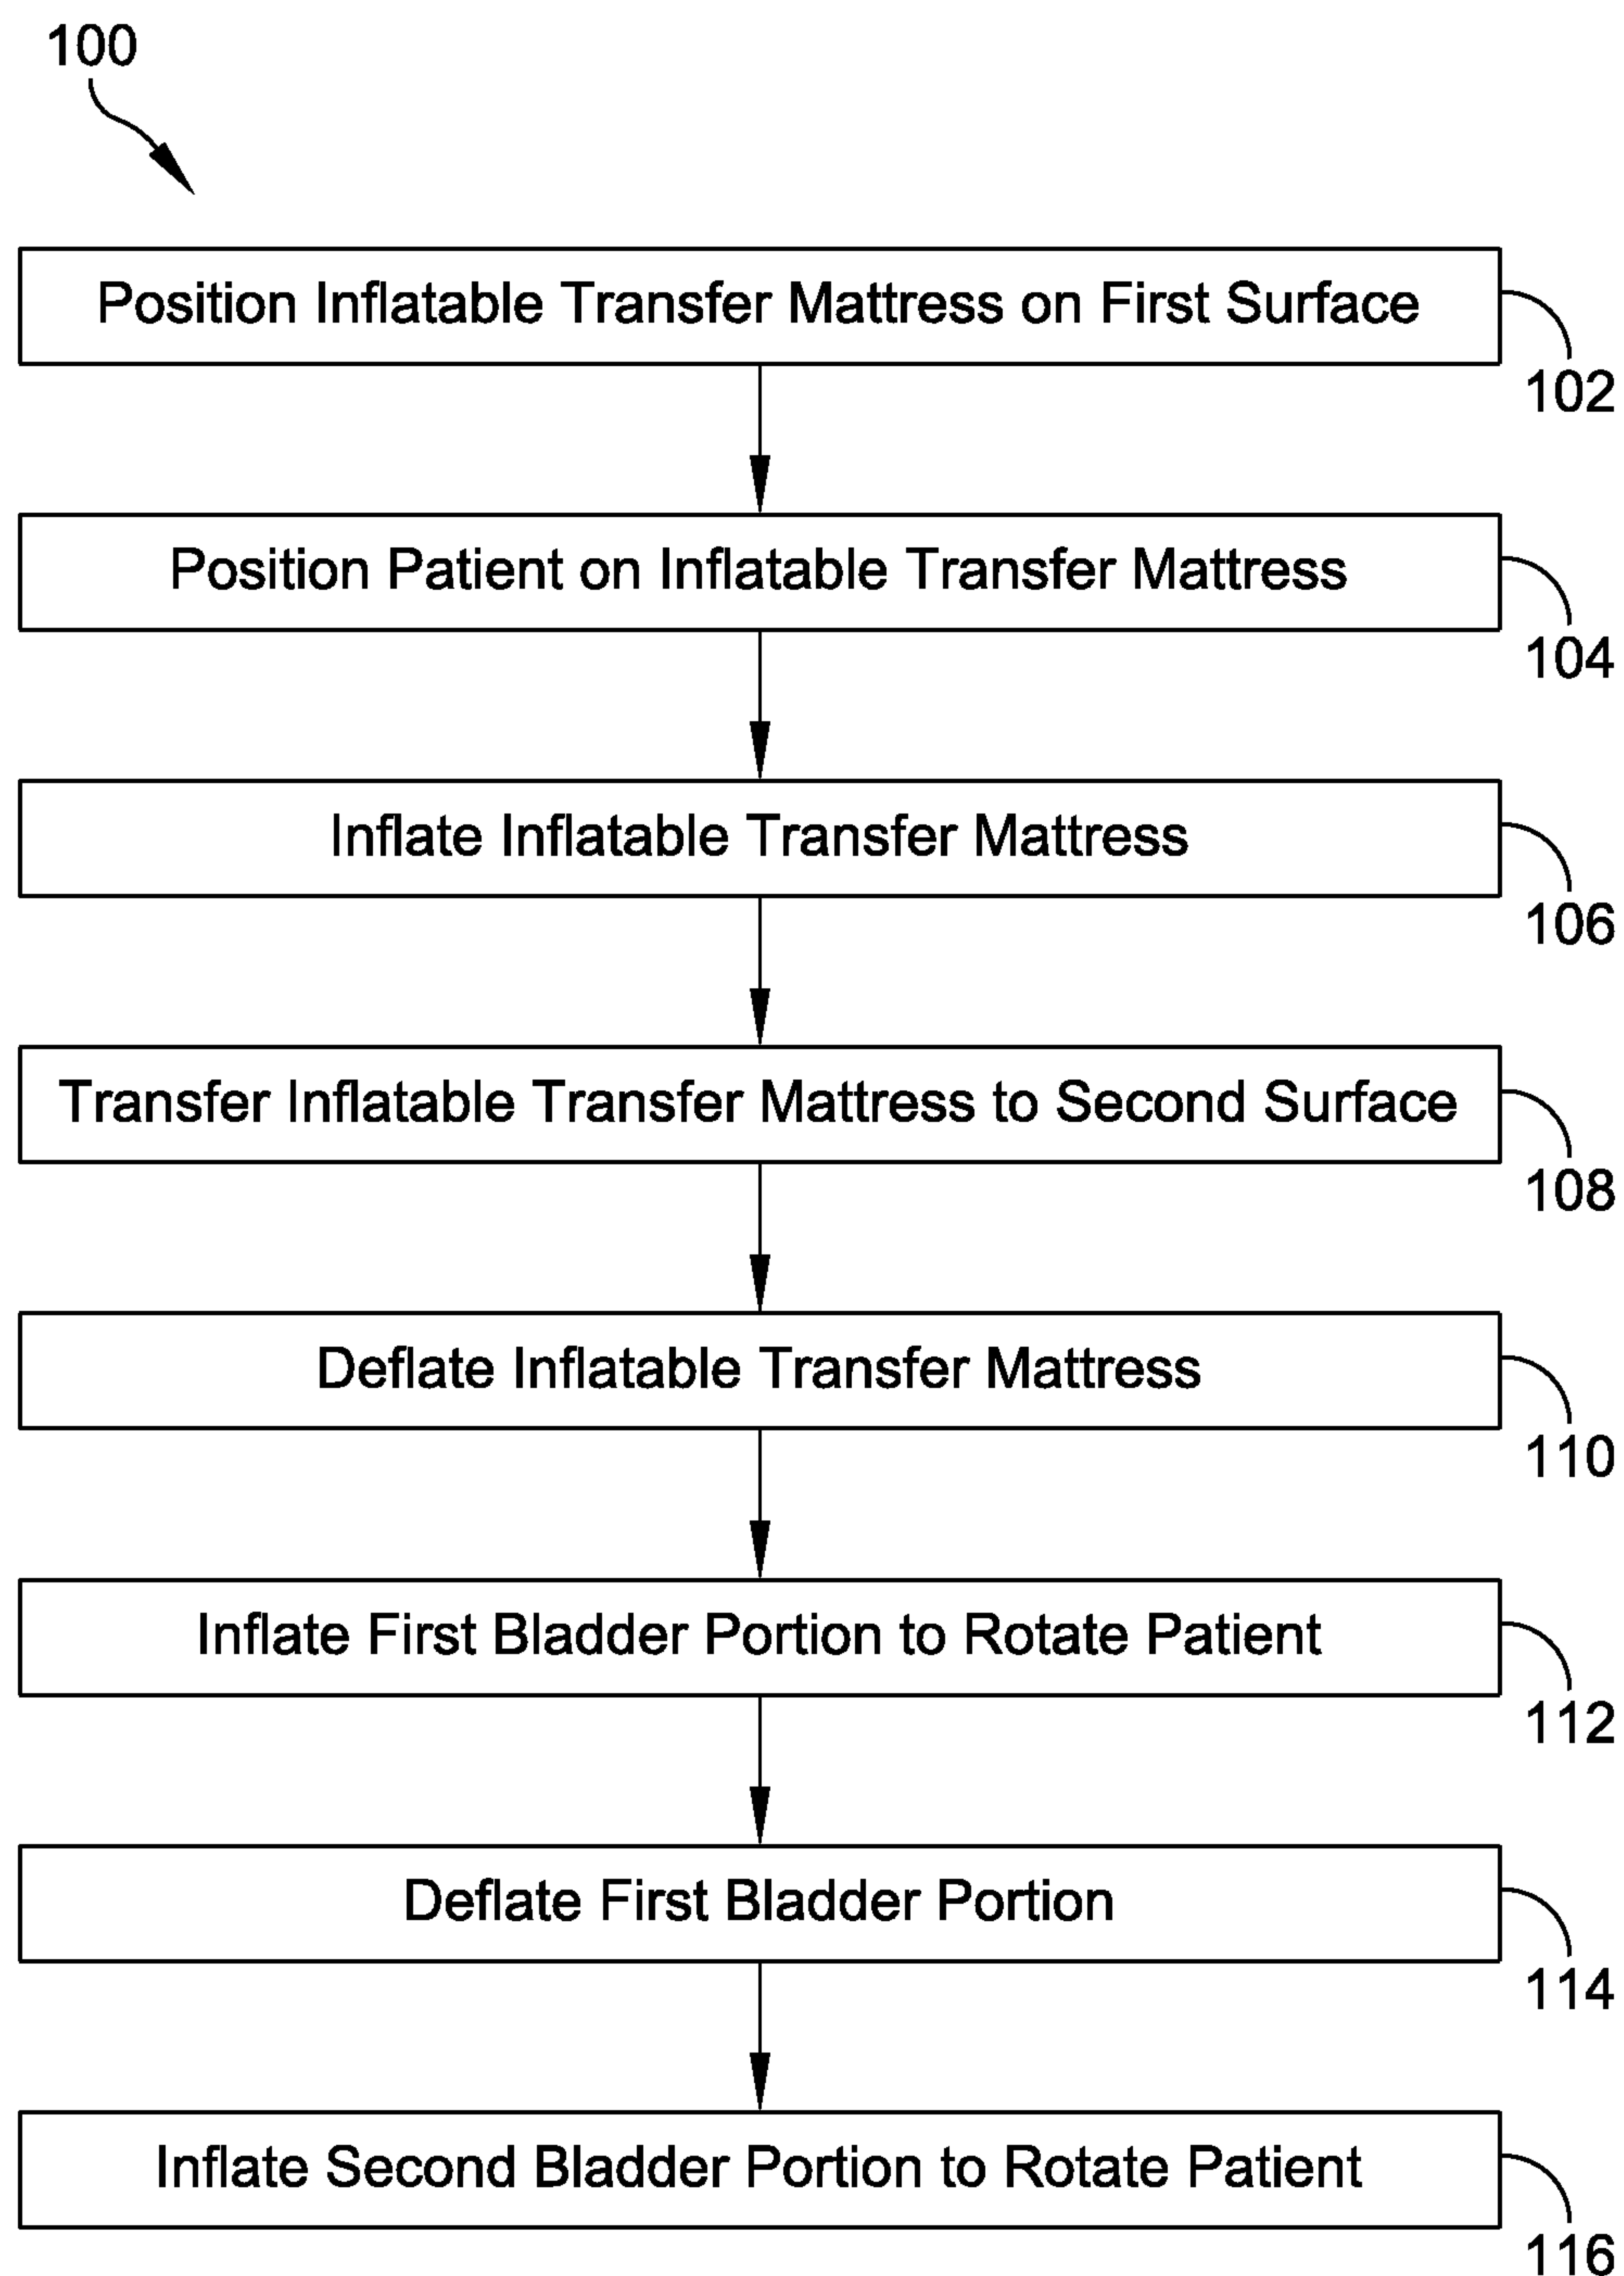 100
Position Inflatable Transfer Mattress on First Surface
102
Position Patient on Inflatable Transfer Mattress
104
Inflate Inflatable Transfer Mattress
106
Transfer Inflatable Transfer Mattress to Second Surface
108
Deflate Inflatable Transfer Mattress
110
Inflate First Bladder Portion to Rotate Patient
112
Deflate First Bladder Portion
114
Inflate Second Bladder Portion to Rotate Patient
116